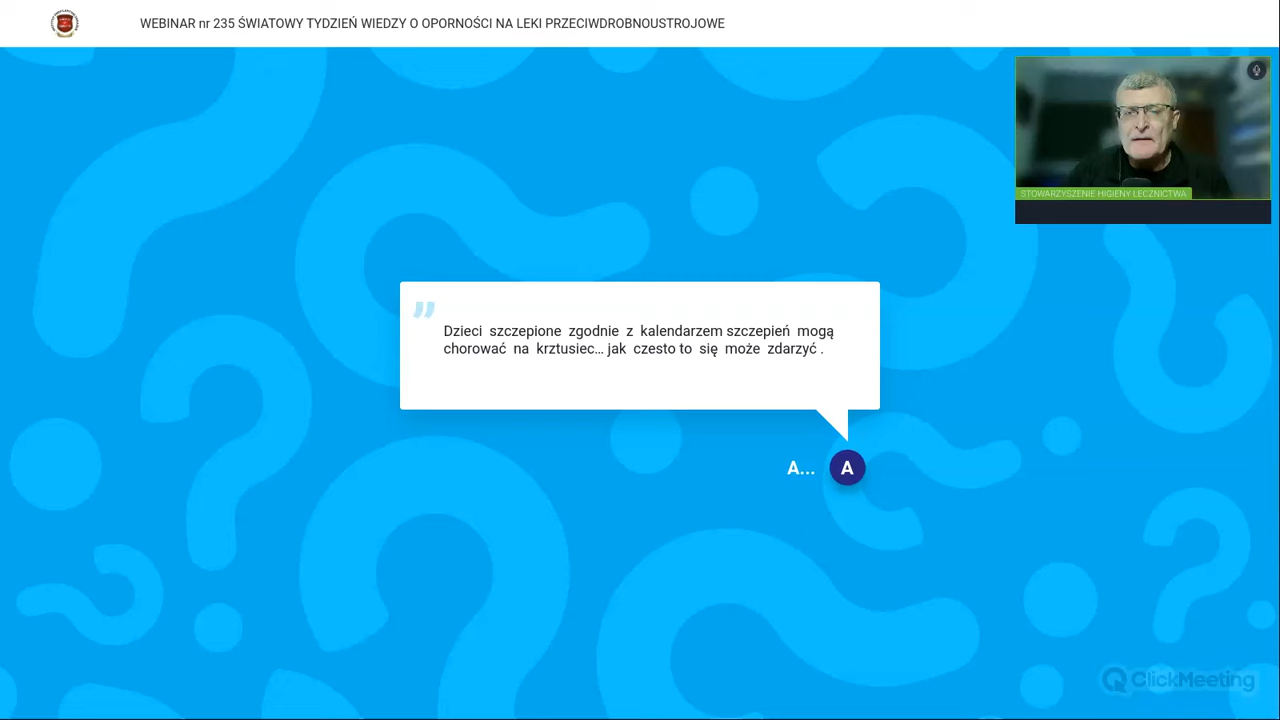 WEBINAR nr 235 ŚWIATOWY TYDZIEŃ WIEDZY O OPORNOŚCI NA LEKI PRZECIWDROBNOUSTROJOWE
STOWARZYSZENIE HIGIENY LECZNICTWA
Dzieci szczepione zgodnie z kalendarzem szczepień mogą
chorować na krztusiec... jak czesto to się może zdarzyć .
A... A
ClickMeeting